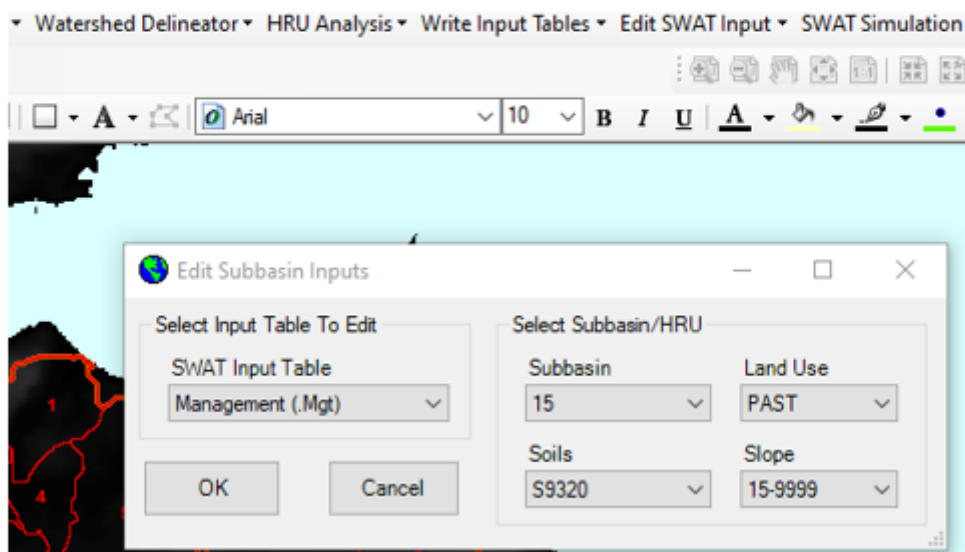 Watershed Delineator HRU Analysis Write Input Tables Edit SWAT Input SWAT Simulation
A Arial 10 B I U A
Edit Subbasin Inputs
Select Input Table To Edit
SWAT Input Table
Management (.Mgt)
OK Cancel
Select Subbasin/HRU
Subbasin Land Use
15 PAST
Soils Slope
S9320 15-9999
1
4